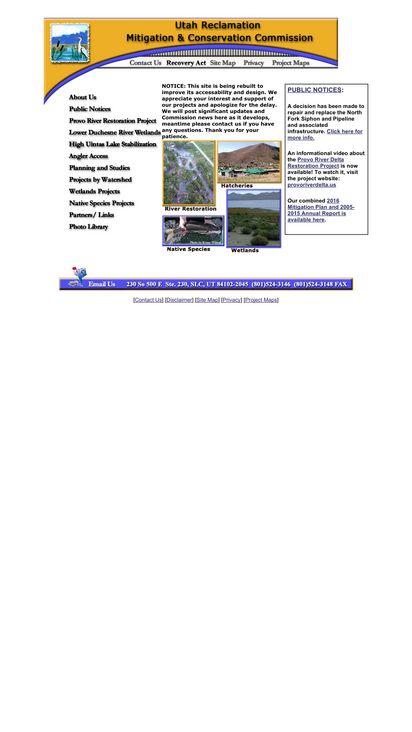 Utah Reclamation
Mitigation & Conservation Commission
Contact Us Recovery Act Site Map Privacy Project Maps
About Us
Public Notices
Provo River Restoration Project
Lower Duchesne River Wetlands
High Uintas Lake Stabilization
Angler Access
Planning and Studies
Projects by Watershed
Wetlands Projects
Native Species Projects
Partners/ Links
Photo Library
NOTICE: This site is being rebuilt to
improve its accessability and design. We
appreciate your interest and support of
our projects and apologize for the delay.
We will post significant updates and
Commission news here as it develops,
meantime please contact us if you have
any questions. Thank you for your
patience.
Hatcheries
River Restoration
Native Species
Wetlands
PUBLIC NOTICES:
A decision has been made to
repair and replace the North
Fork Siphon and Pipeline
and associated
infrastructure. Click here for
more info.
An informational video about
the Provo River Delta
Restoration Project is now
available! To watch it, visit
the project website:
provoriverdelta.us
Our combined 2016
Mitigation Plan and 2005-
2015 Annual Report is
available here.
Email Us 230 So 500 E Ste. 230, SLC, UT 84102-2045 (801)524-3146 (801)524-3148 FAX
[Contact Us] [Disclaimer] [Site Map] [Privacy] [Project Maps]